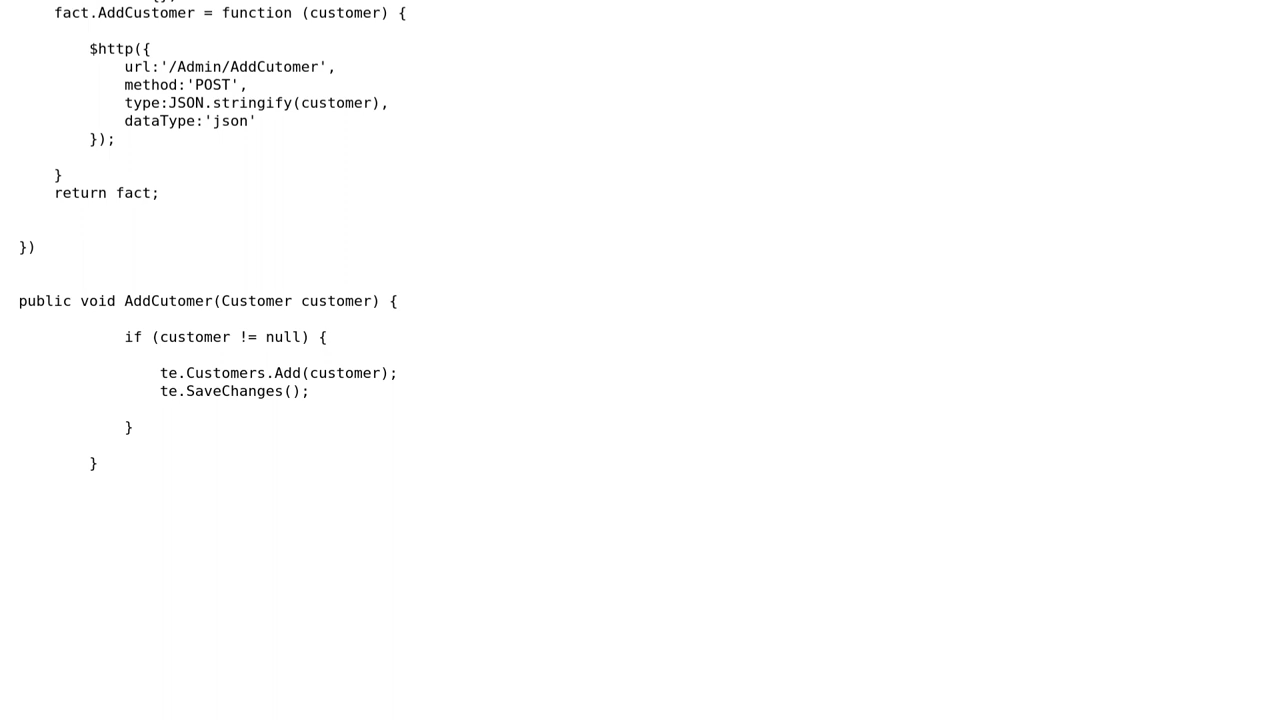 fact.AddCustomer = function (customer) {
$http({
url:'/Admin/AddCutomer',
method:'POST',
type:JSON.stringify(customer),
dataType:'json'
});
}
return fact;
})
public void AddCutomer(Customer customer) {
if (customer != null) {
te.Customers.Add(customer);
te.SaveChanges();
}
}